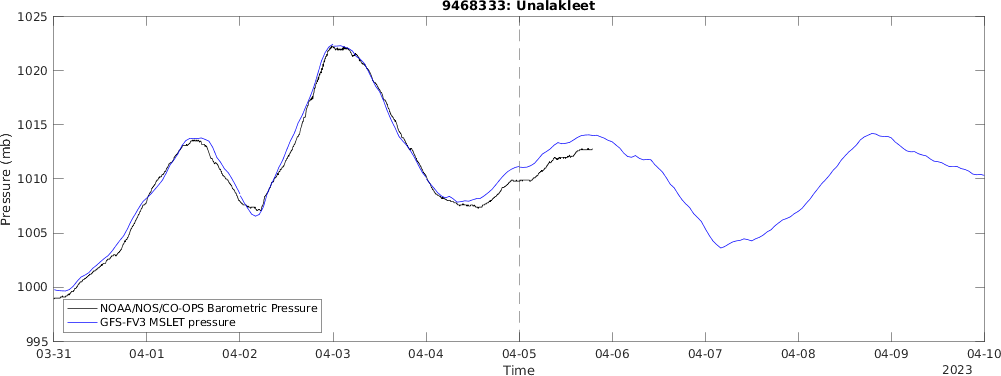 9468333: Unalakleet
Pressure (mb)
1025
1020
1015
1010
1005
1000
995
NOAA/NOS/CO-OPS Barometric Pressure
GFS-FV3 MSLET pressure
03-31 04-01 04-02 04-03 04-04 04-05 04-06 04-07 04-08 04-09 04-10
Time
2023